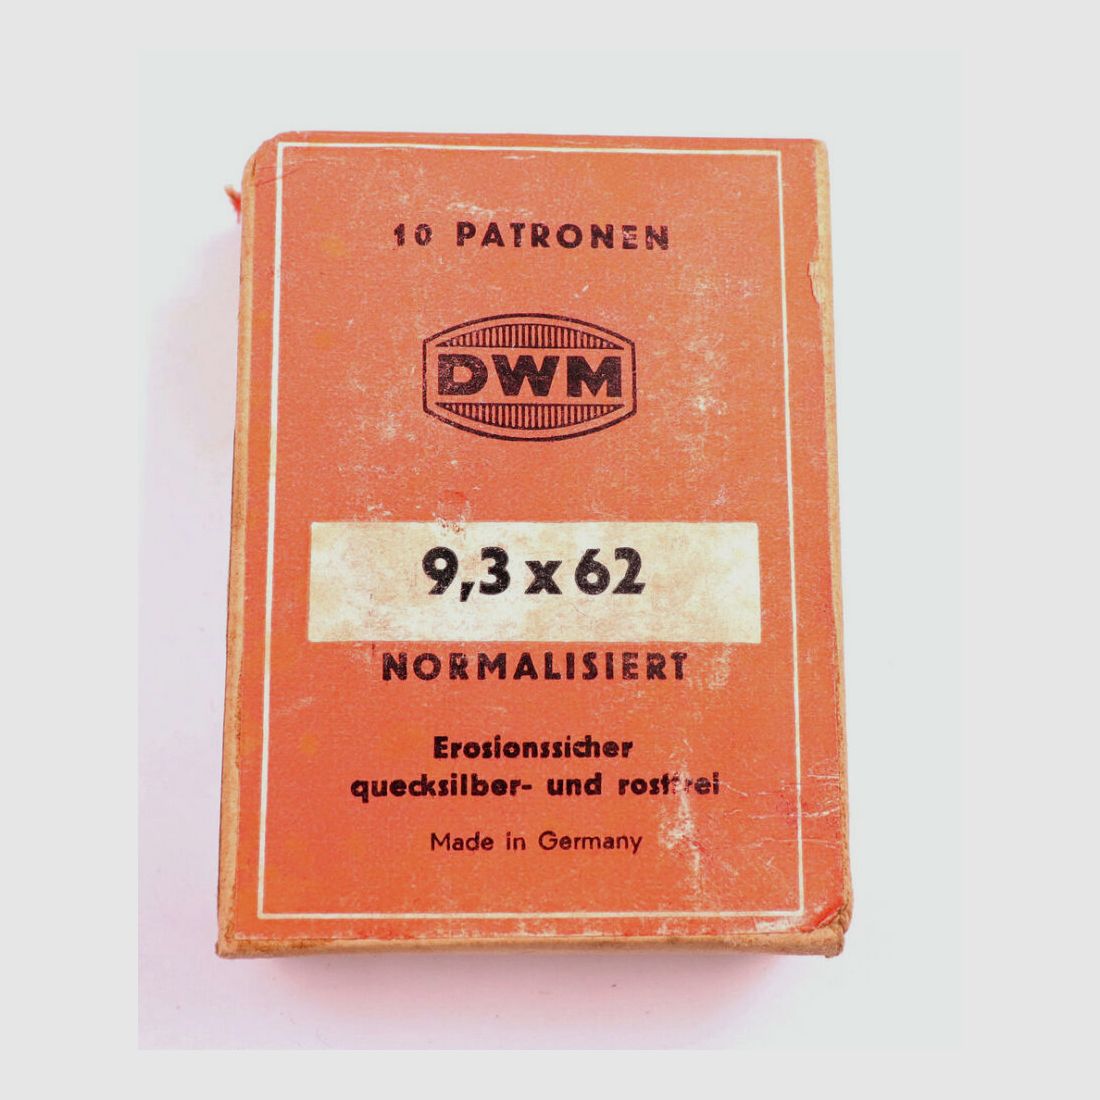 10 PATRONEN
DWM
9,3 x 62
NORMALISIERT
Erosionssicher
quecksilber- und rostfrei
Made in Germany